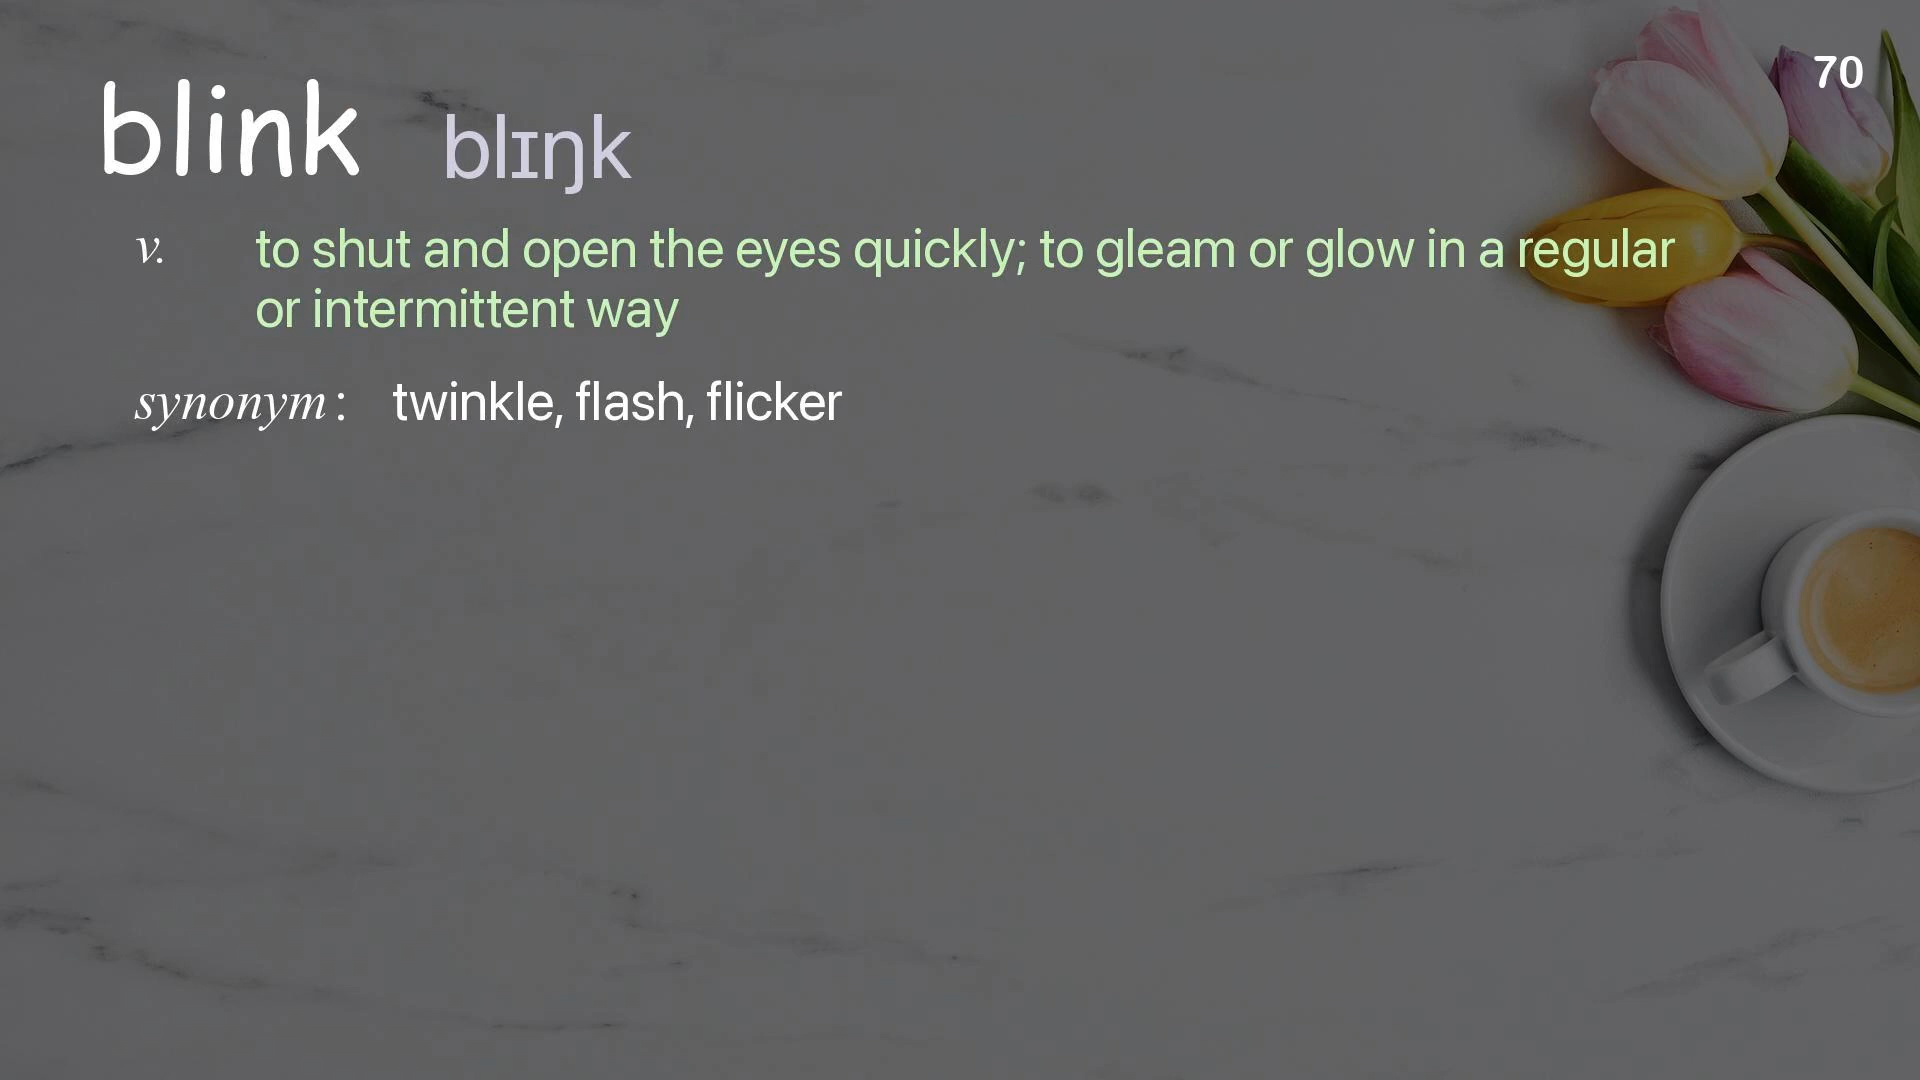 70
blink blɪŋk
v. to shut and open the eyes quickly; to gleam or glow in a regular
or intermittent way
synonym : twinkle, flash, flicker